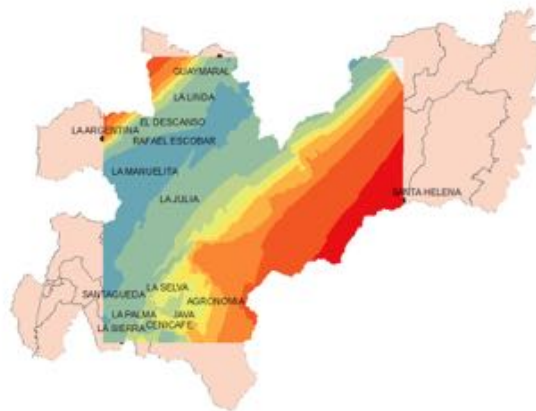 GUAYMARAL
LA LINDA
EL DESCANSO
LA ARGENTINA
RAFAEL ESCOBAR
LA MANUELITA
SANTA HELENA
LA JULIA
LA SELVA
SANTAGUEDA
AGRONOMIA
LA PALMA
JAVA
CENICAFE
LA SIERRA